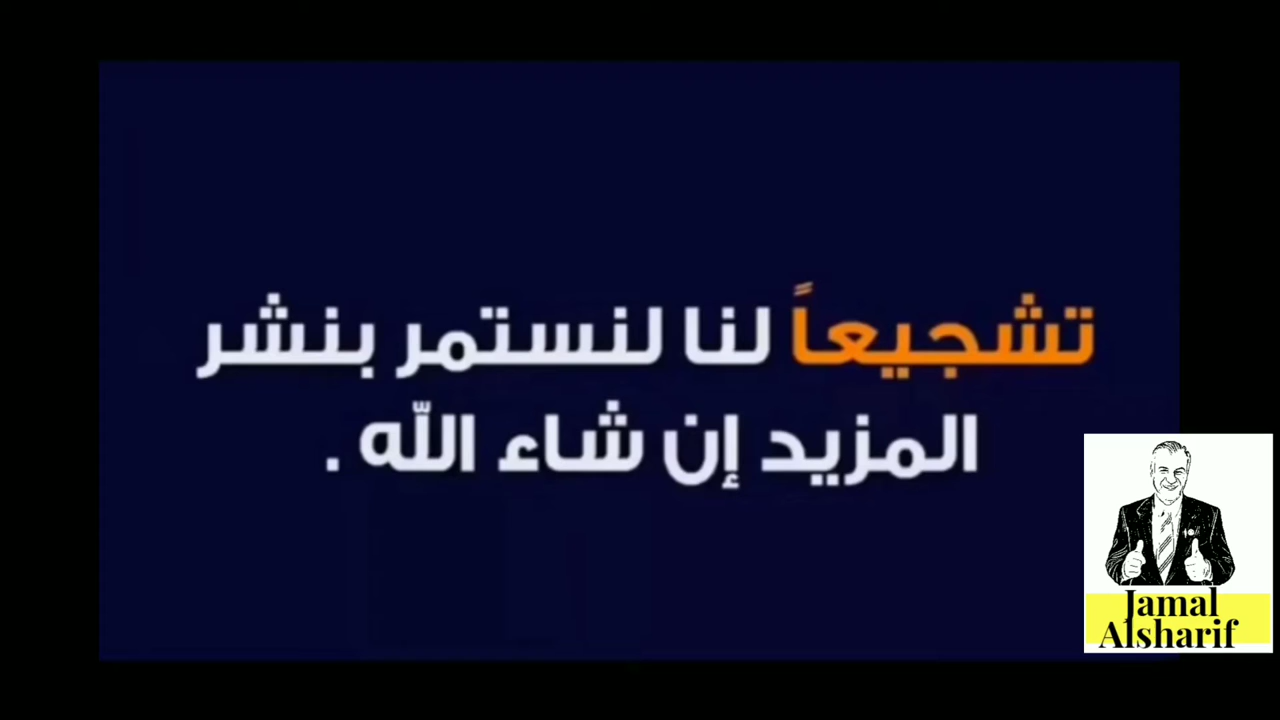 تشجيعاً لنا لنستمر بنشر
المزيد إن شاء الله .
Jamal
Alsharif